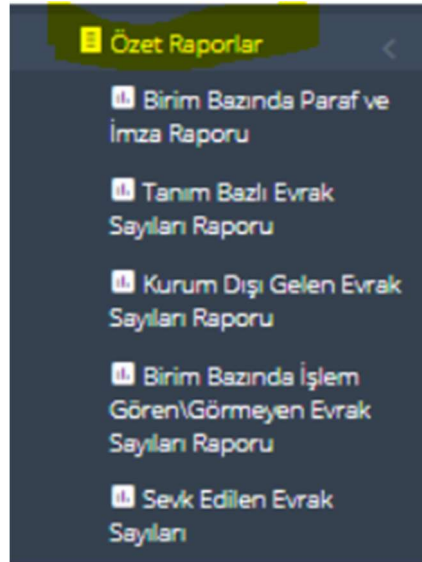 Özet Raporlar
Birim Bazında Paraf ve
İmza Raporu
Tanım Bazlı Evrak
Sayıları Raporu
Kurum Dışı Gelen Evrak
Sayıları Raporu
Birim Bazında İşlem
Gören\Görmeyen Evrak
Sayıları Raporu
Sevk Edilen Evrak
Sayıları